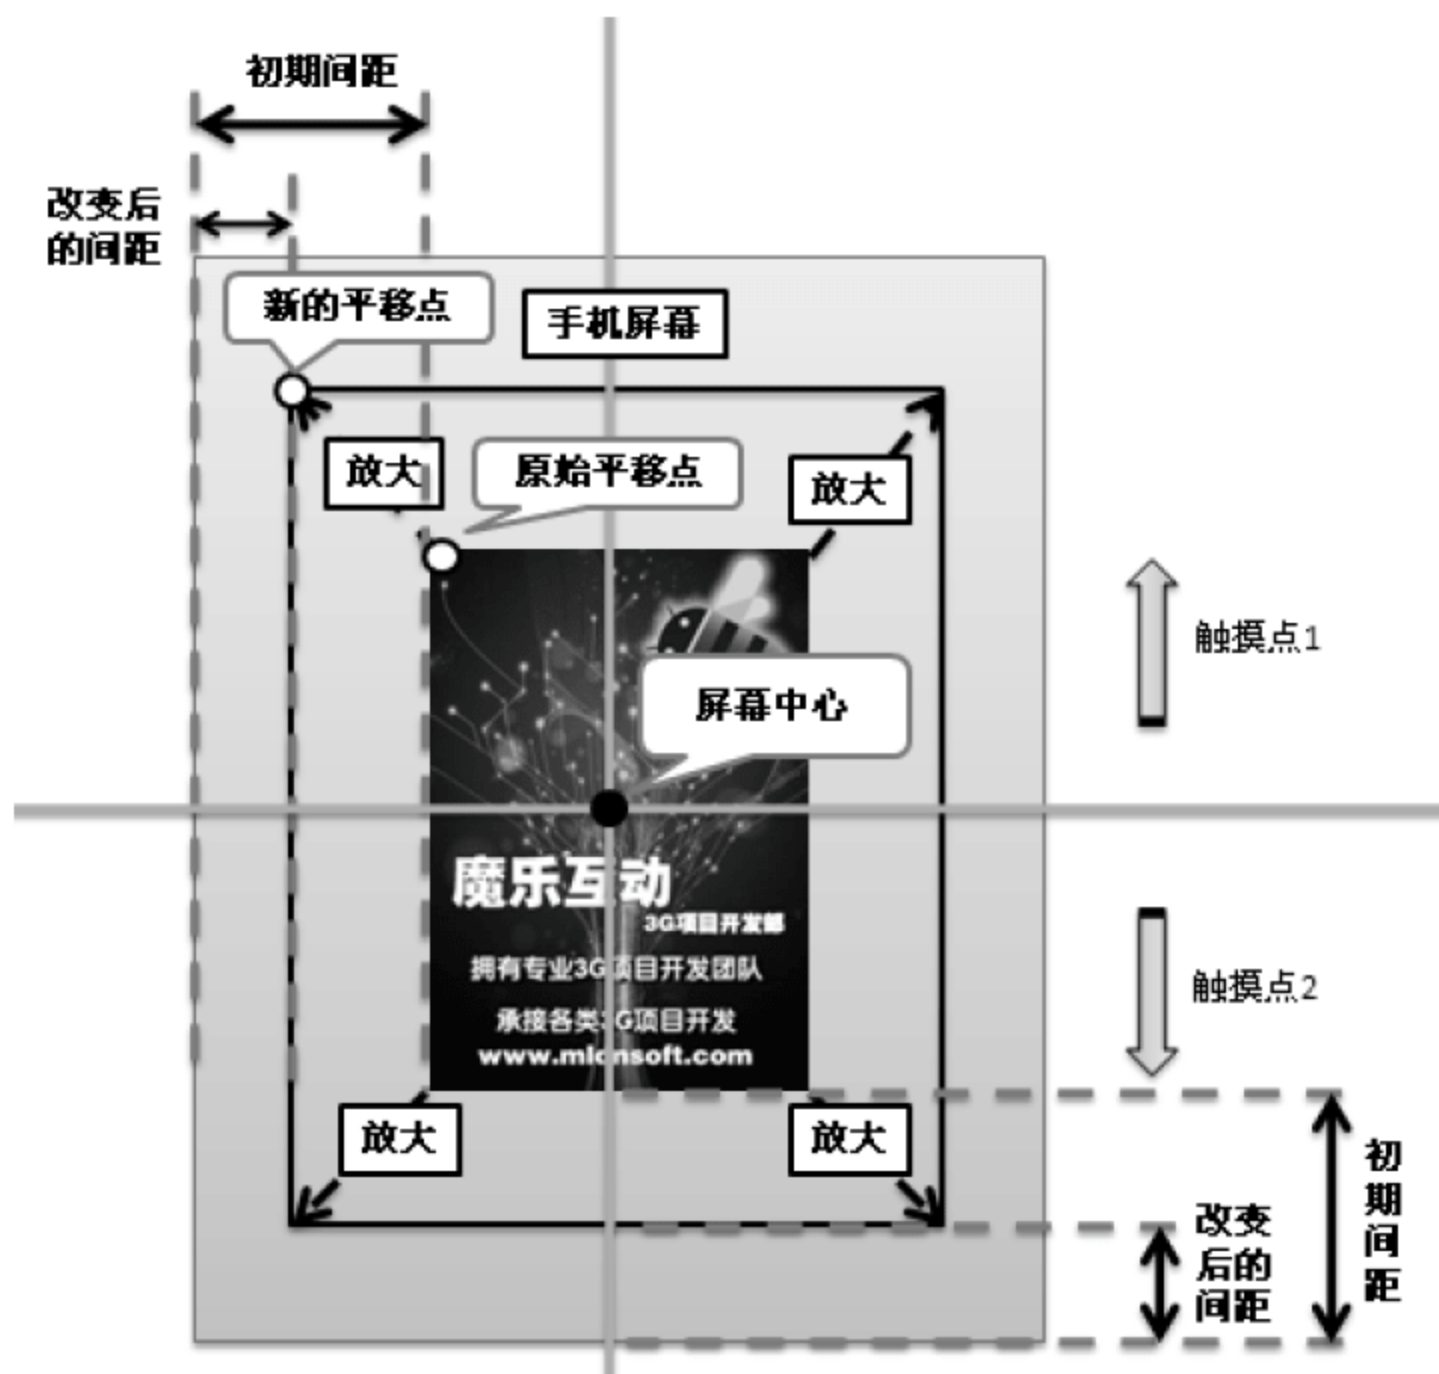 初期间距
改变后
的间距
新的平移点
手机屏幕
放大
原始平移点
放大
触摸点1
屏幕中心
魔乐互动
3G项目开发部
拥有专业3G项目开发团队
触摸点2
承接各类3G项目开发
www.mldnsoft.com
放大
放大
初
期
间
距
改变
后的
间距